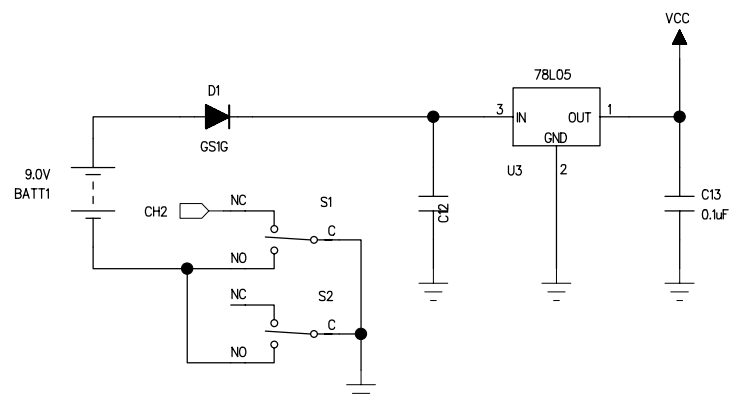 VCC
78L05
D1
3 IN OUT 1
GND
GS1G
U3 2
9.0V
BATT1
NC S1
CH2
C12
C13
0.1uF
C
NO
NC S2
C
NO